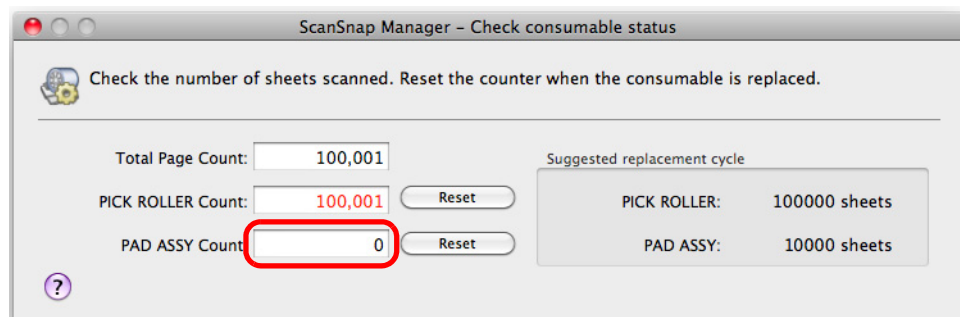 ScanSnap Manager – Check consumable status
Check the number of sheets scanned. Reset the counter when the consumable is replaced.
Total Page Count: 100,001
Suggested replacement cycle
PICK ROLLER Count: 100,001 Reset
PICK ROLLER: 100000 sheets
PAD ASSY Count 0 Reset
PAD ASSY: 10000 sheets
?